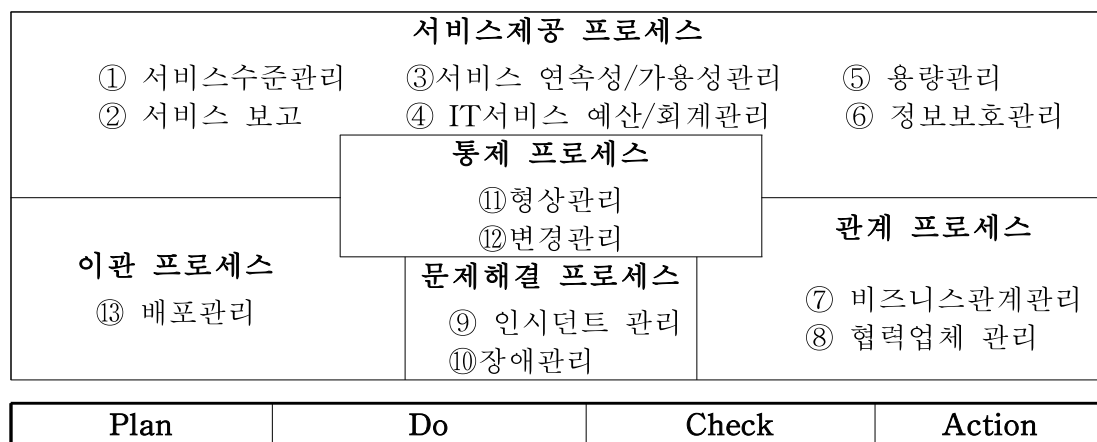 서비스제공 프로세스
① 서비스수준관리 ③서비스 연속성/가용성관리 ⑤ 용량관리
② 서비스 보고 ④ IT서비스 예산/회계관리 ⑥ 정보보호관리
통제 프로세스
⑪형상관리
⑫변경관리
이관 프로세스
⑬ 배포관리
문제해결 프로세스
⑨ 인시던트 관리
⑩장애관리
관계 프로세스
⑦ 비즈니스관계관리
⑧ 협력업체 관리
Plan Do Check Action